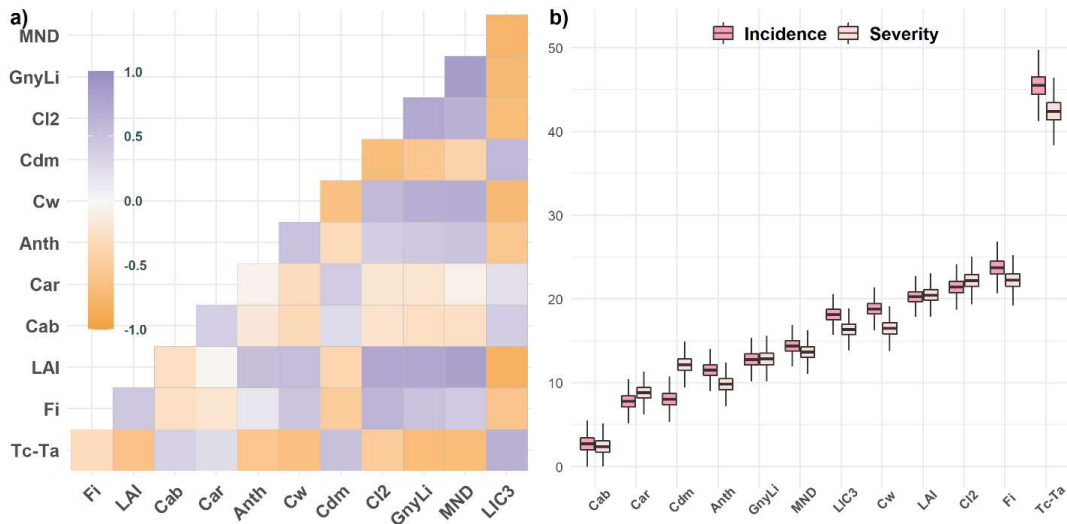 a)
MND
GnyLi
Cl2
Cdm
Cw
Anth
Car
Cab
LAI
Fi
Tc-Ta
1.0
0.5
0.0
-0.5
-1.0
Fi LAI Cab Car Anth Cw Cdm Cl2 GnyLi MND LIC3
b)
Incidence Severity
50
40
30
20
10
0
Cab Car Cdm Anth GnyLi MND LIC3 Cw LAI Cl2 Fi Tc-Ta